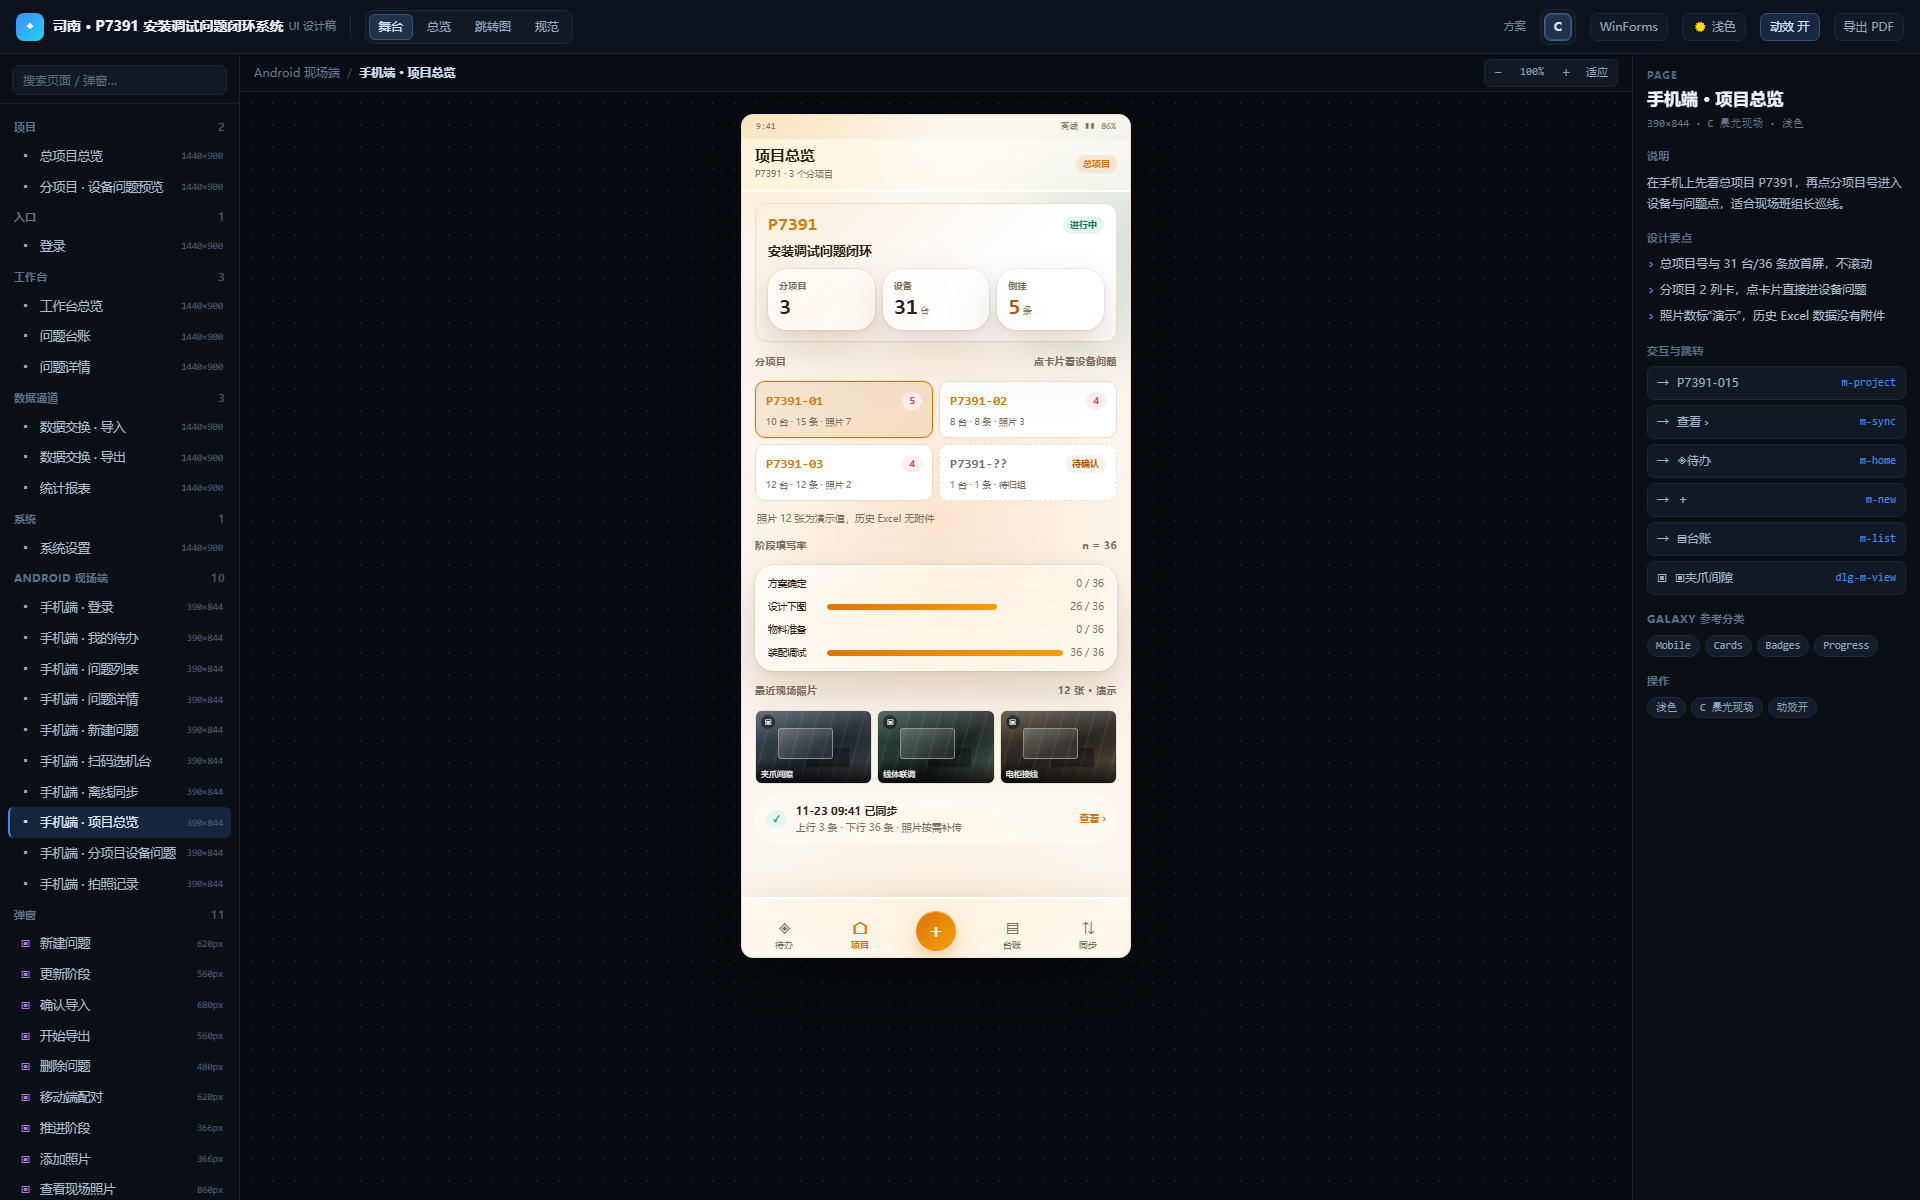 司南 • P7391 安装调试问题闭环系统 UI 设计稿
舞台 总览 跳转图 规范
方案 C WinForms 浅色 动效 开 导出 PDF
搜索页面 / 弹窗...
项目 2
总项目总览 1440×900
分项目 · 设备问题预览 1440×900
入口 1
登录 1440×900
工作台 3
工作台总览 1440×900
问题台账 1440×900
问题详情 1440×900
数据通道 3
数据交换 · 导入 1440×900
数据交换 · 导出 1440×900
统计报表 1440×900
系统 1
系统设置 1440×900
ANDROID 现场端 10
手机端 · 登录 390×844
手机端 · 我的待办 390×844
手机端 · 问题列表 390×844
手机端 · 问题详情 390×844
手机端 · 新建问题 390×844
手机端 · 扫码选机台 390×844
手机端 · 离线同步 390×844
手机端 · 项目总览 390×844
手机端 · 分项目设备问题 390×844
手机端 · 拍照记录 390×844
弹窗 11
新建问题 620px
更新阶段 560px
确认导入 680px
开始导出 560px
删除问题 480px
移动端配对 620px
推进阶段 366px
添加照片 366px
查看现场照片 860px
Android 现场端 / 手机端 • 项目总览
− 100% + 适应
9:41 86%
项目总览
P7391 · 3 个分项目
总项目
P7391
进行中
安装调试问题闭环
分项目
3
设备
31 台
倒挂
5 条
分项目 点卡片看设备问题
P7391-01 5
10 台 · 15 条 · 照片 7
P7391-02 4
8 台 · 8 条 · 照片 3
P7391-03 4
12 台 · 12 条 · 照片 2
P7391-?? 待确认
1 台 · 1 条 · 待归组
照片 12 张为演示值，历史 Excel 无附件
阶段填写率 n = 36
方案确定 0 / 36
设计下图 26 / 36
物料准备 0 / 36
装配调试 36 / 36
最近现场照片 12 张 • 演示
夹爪间隙
线体联调
电柜接线
11-23 09:41 已同步
上行 3 条 · 下行 36 条 · 照片按需补传
查看 ›
待办
项目
+
台账
同步
PAGE
手机端 • 项目总览
390×844 • C 晨光现场 • 浅色
说明
在手机上先看总项目 P7391，再点分项目号进入
设备与问题点，适合现场班组长巡线。
设计要点
› 总项目号与 31 台/36 条放首屏，不滚动
› 分项目 2 列卡，点卡片直接进设备问题
› 照片数标“演示”，历史 Excel 数据没有附件
交互与跳转
→ P7391-015 m-project
→ 查看 › m-sync
→ ◈待办 m-home
→ + m-new
→ ▤台账 m-list
▣ ▣夹爪间隙 dlg-m-view
GALAXY 参考分类
Mobile Cards Badges Progress
操作
浅色 C 晨光现场 动效开